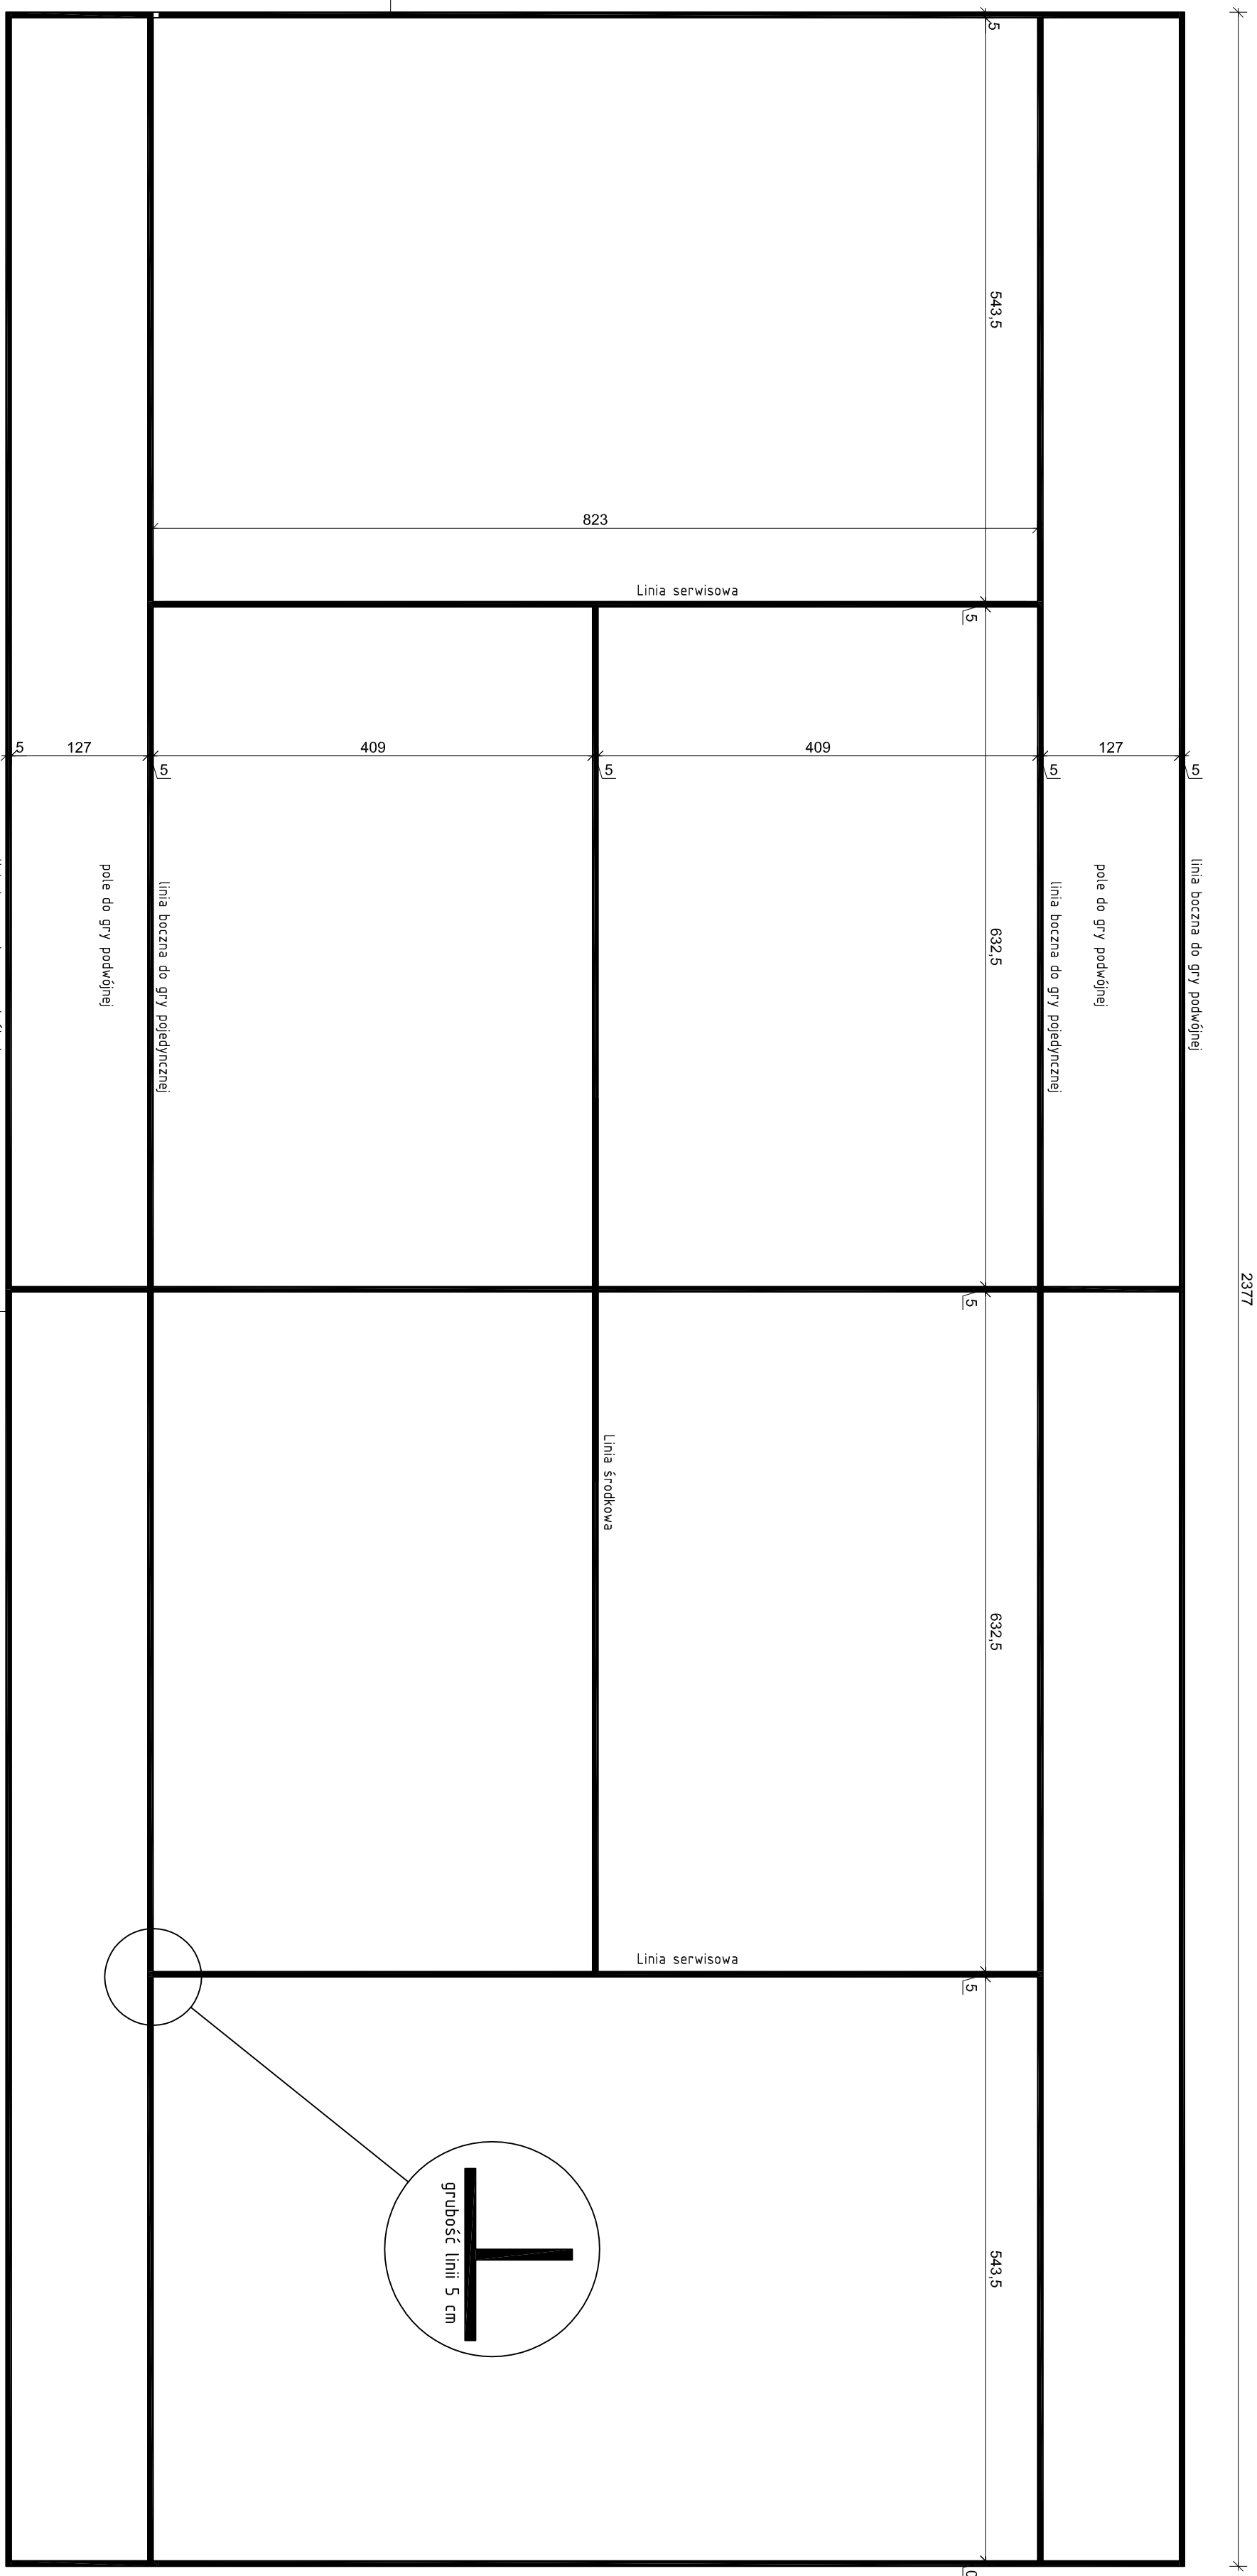 5
543,5
823
Linia serwisowa
5
5
127
409
409
127
5
5
5
5
linia boczna do gry podwójnej
pole do gry podwójnej
linia boczna do gry pojedynczej
632,5
linia boczna do gry pojedynczej
pole do gry podwójnej
2377
5
Linia środkowa
632,5
Linia serwisowa
5
543,5
grubość linii 5 cm